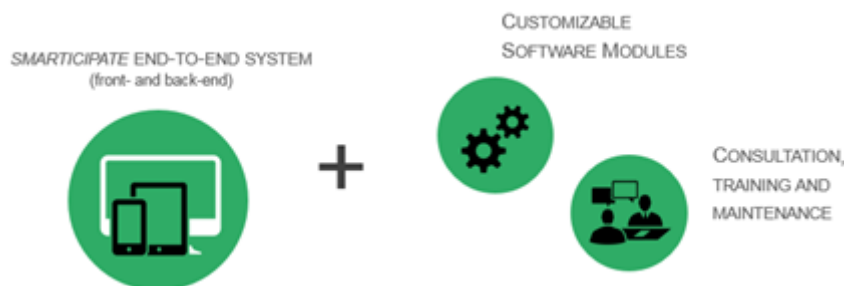 SMARTICIPATE END-TO-END SYSTEM
(front- and back-end)
+
CUSTOMIZABLE
SOFTWARE MODULES
CONSULTATION,
TRAINING AND
MAINTENANCE